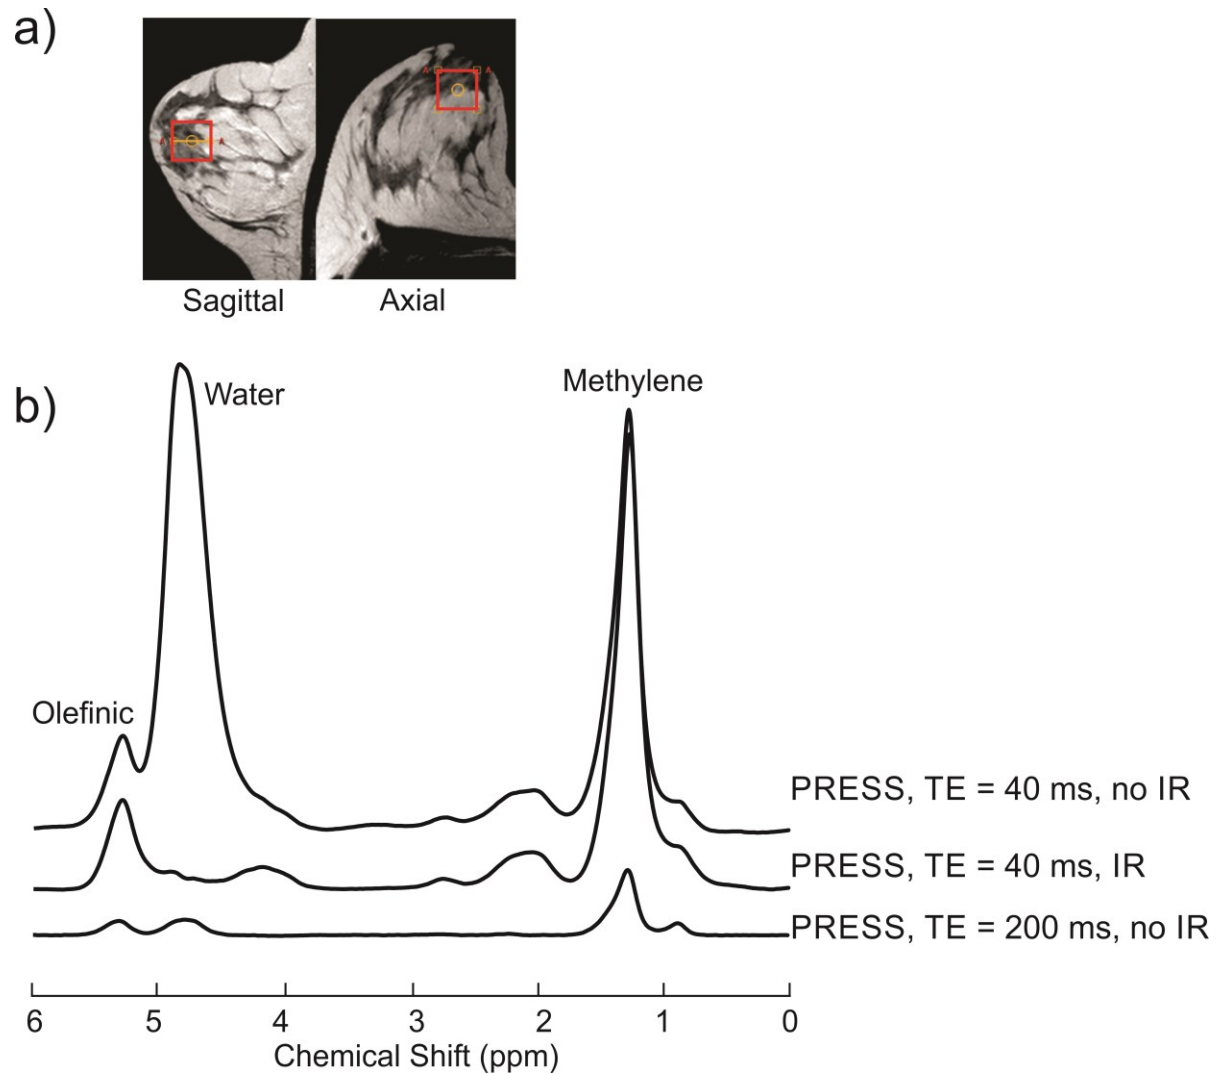 a)
A A A A
Sagittal Axial
b)
Water
Methylene
Olefinic
PRESS, TE = 40 ms, no IR
PRESS, TE = 40 ms, IR
PRESS, TE = 200 ms, no IR
6 5 4 3 2 1 0
Chemical Shift (ppm)